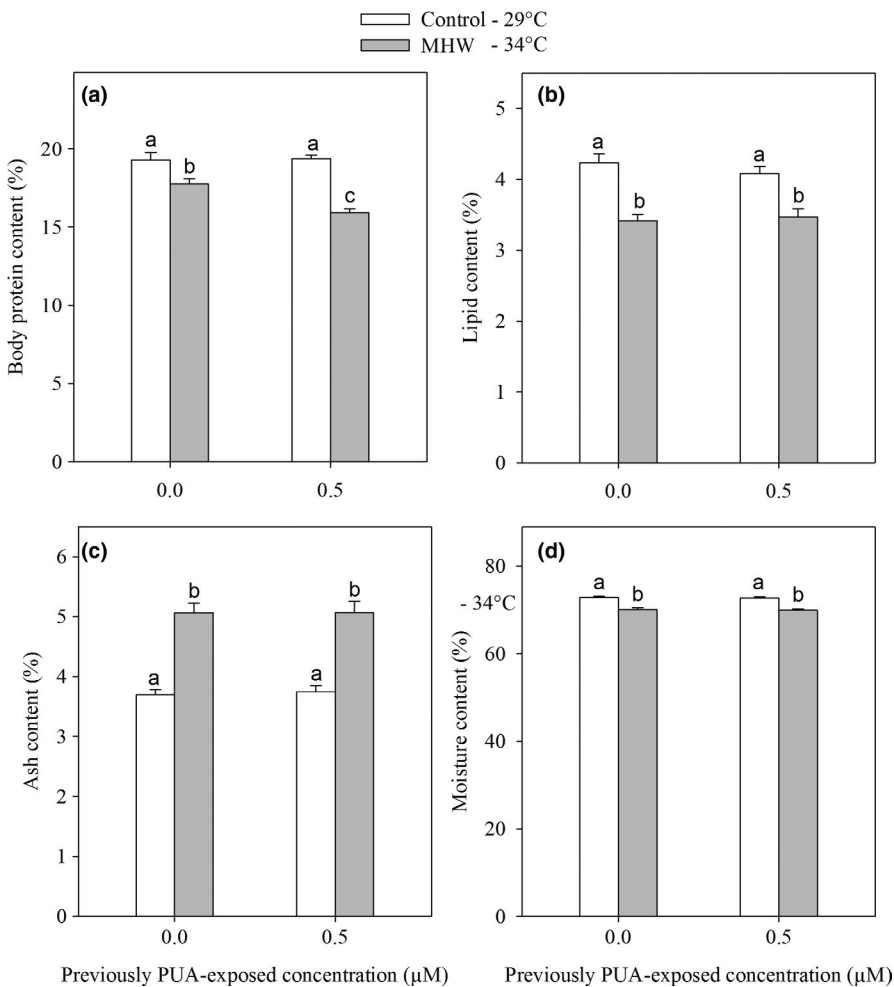 Control - 29°C
MHW - 34°C
(a)
Body protein content (%)
20
15
10
5
0
a
b
a
c
0.0
0.5
(b)
Lipid content (%)
5
4
3
2
1
0
a
b
a
b
0.0
0.5
(c)
Ash content (%)
6
5
4
3
2
1
0
a
b
a
b
0.0
0.5
Previously PUA-exposed concentration (µM)
(d)
- 34°C
Moisture content (%)
80
60
40
20
0
a
b
a
b
0.0
0.5
Previously PUA-exposed concentration (µM)